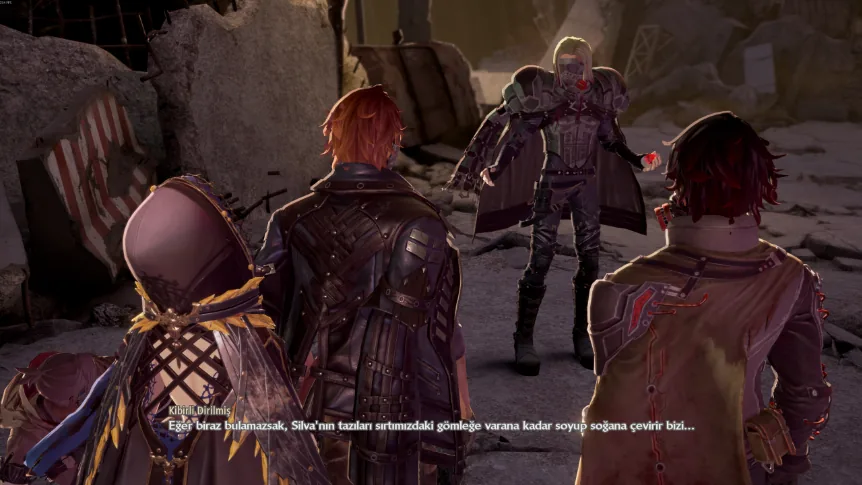 Kibirli Dirilmiş
Eğer biraz bulamazsak, Silva'nın tazıları sırtımızdaki gömleğe varana kadar soyup soğana çevirir bizi...